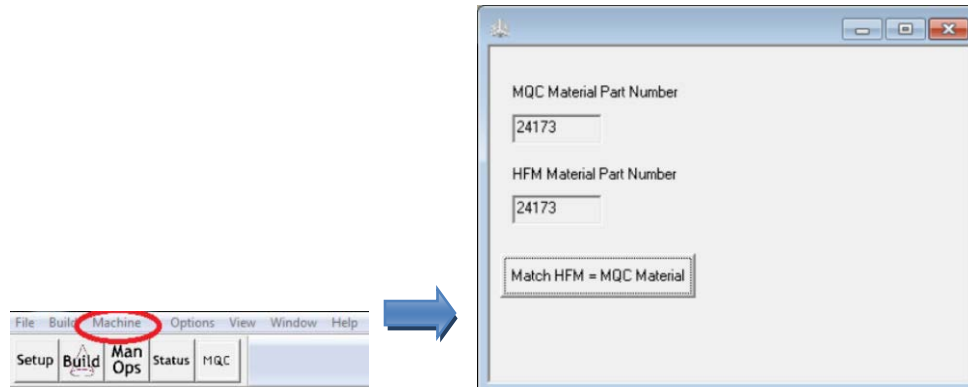 File Build Machine Options View Window Help
Setup Build Man Ops Status MQC
MQC Material Part Number
24173
HFM Material Part Number
24173
Match HFM = MQC Material